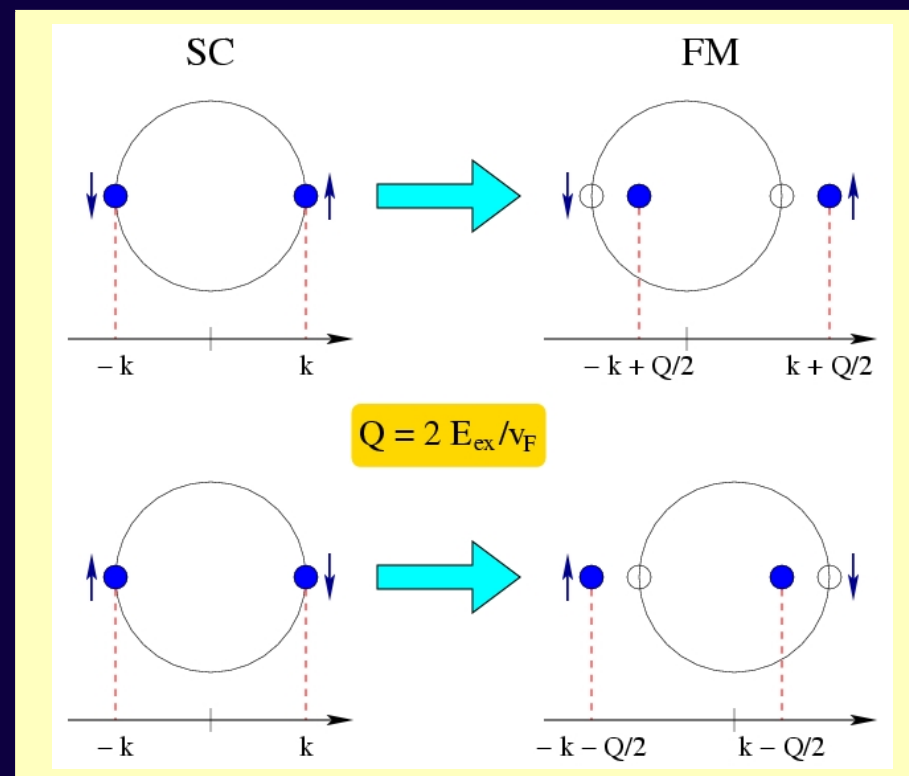 SC FM
− k k − k + Q/2 k + Q/2
Q = 2 E_ex /v_F
− k k − k − Q/2 k − Q/2